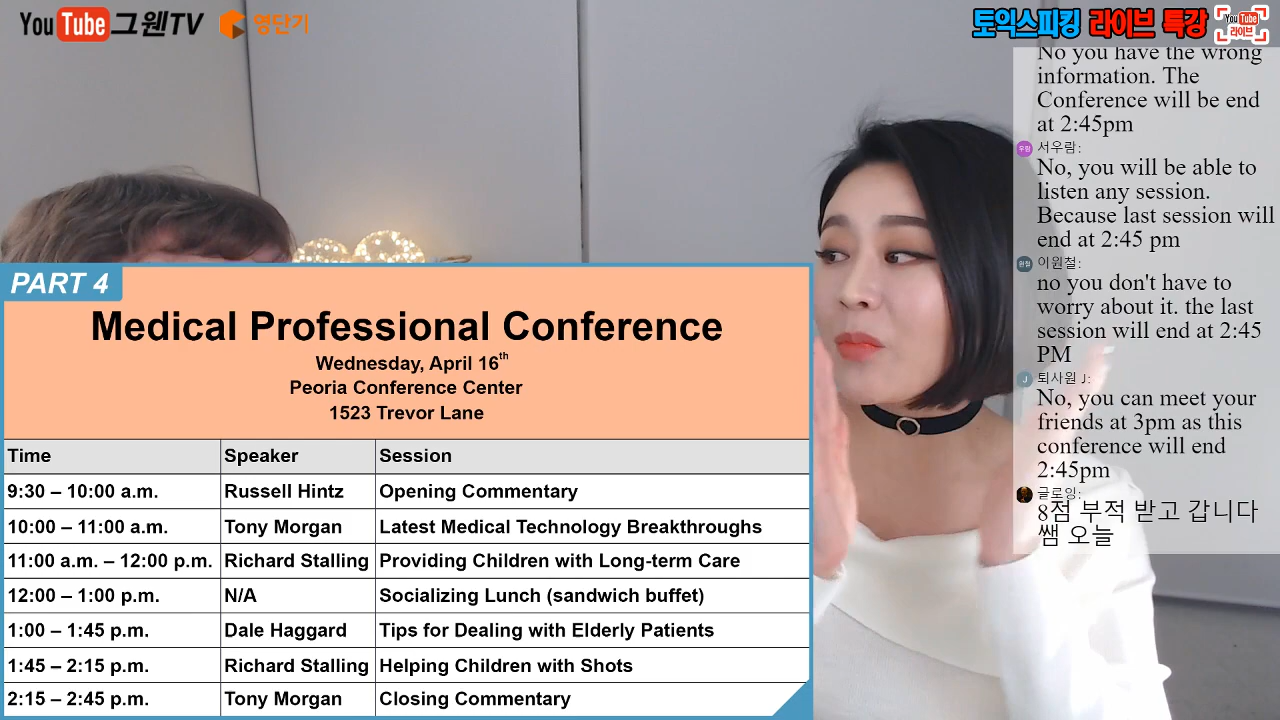 YouTube 그웬TV 영단기
토익스피킹 라이브 특강 YouTube 라이브
No you have the wrong
information. The
Conference will be end
at 2:45pm
우람 서우람:
No, you will be able to
listen any session.
Because last session will
end at 2:45 pm
원철 이원철:
no you don't have to
worry about it. the last
session will end at 2:45
PM
J 퇴사원 J:
No, you can meet your
friends at 3pm as this
conference will end
2:45pm
글로잉:
8점 부적 받고 갑니다
쌤 오늘
PART 4
Medical Professional Conference
Wednesday, April 16th
Peoria Conference Center
1523 Trevor Lane
Time Speaker Session
9:30 – 10:00 a.m. Russell Hintz Opening Commentary
10:00 – 11:00 a.m. Tony Morgan Latest Medical Technology Breakthroughs
11:00 a.m. – 12:00 p.m. Richard Stalling Providing Children with Long-term Care
12:00 – 1:00 p.m. N/A Socializing Lunch (sandwich buffet)
1:00 – 1:45 p.m. Dale Haggard Tips for Dealing with Elderly Patients
1:45 – 2:15 p.m. Richard Stalling Helping Children with Shots
2:15 – 2:45 p.m. Tony Morgan Closing Commentary